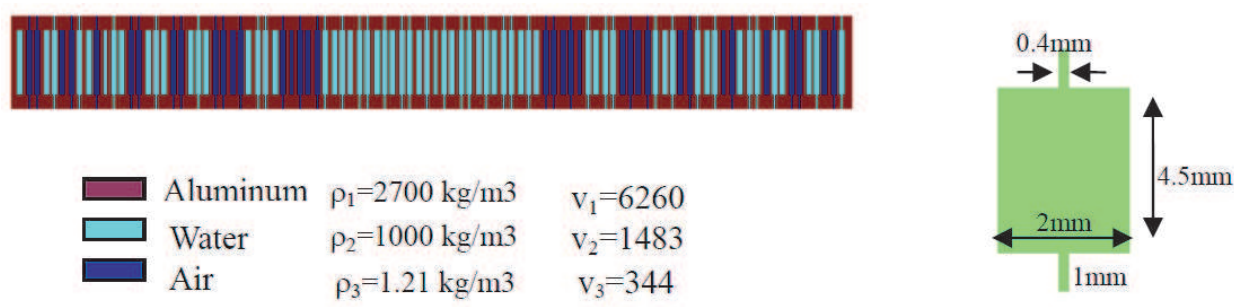 Aluminum ρ₁=2700 kg/m3 v₁=6260
Water ρ₂=1000 kg/m3 v₂=1483
Air ρ₃=1.21 kg/m3 v₃=344
0.4mm
4.5mm
2mm
1mm